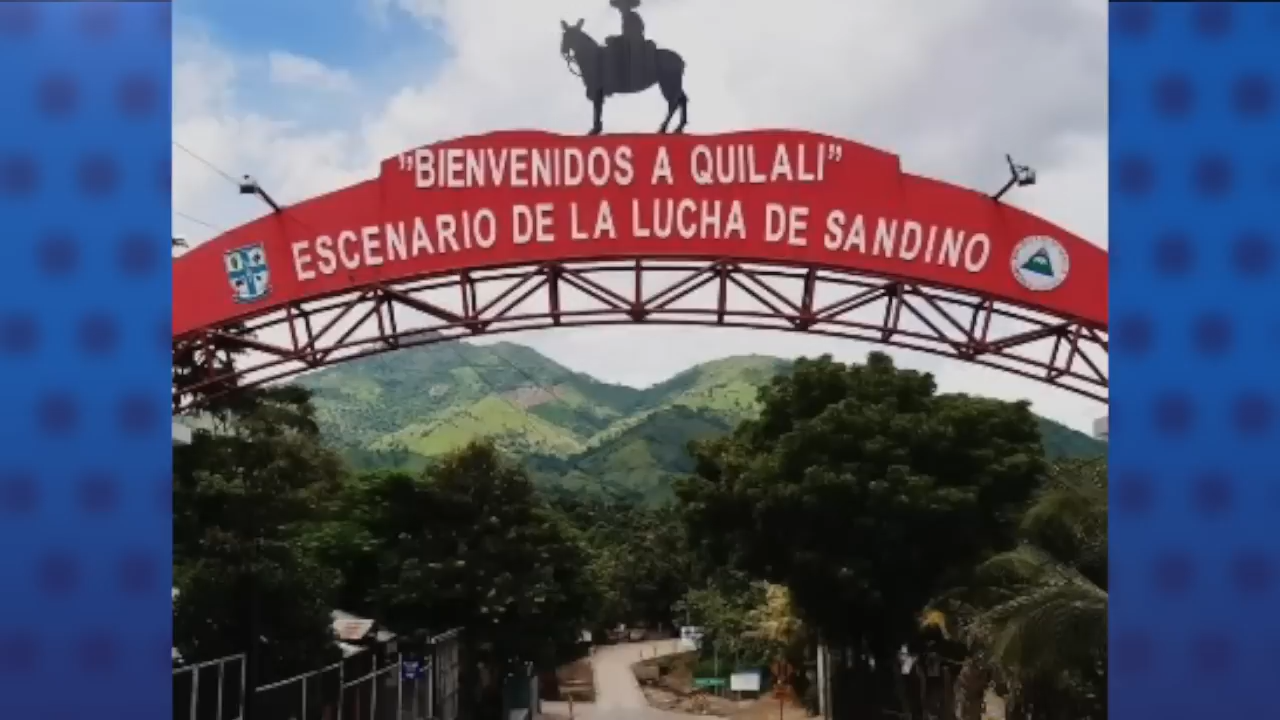 "BIENVENIDOS A QUILALI"
ESCENARIO DE LA LUCHA DE SANDINO